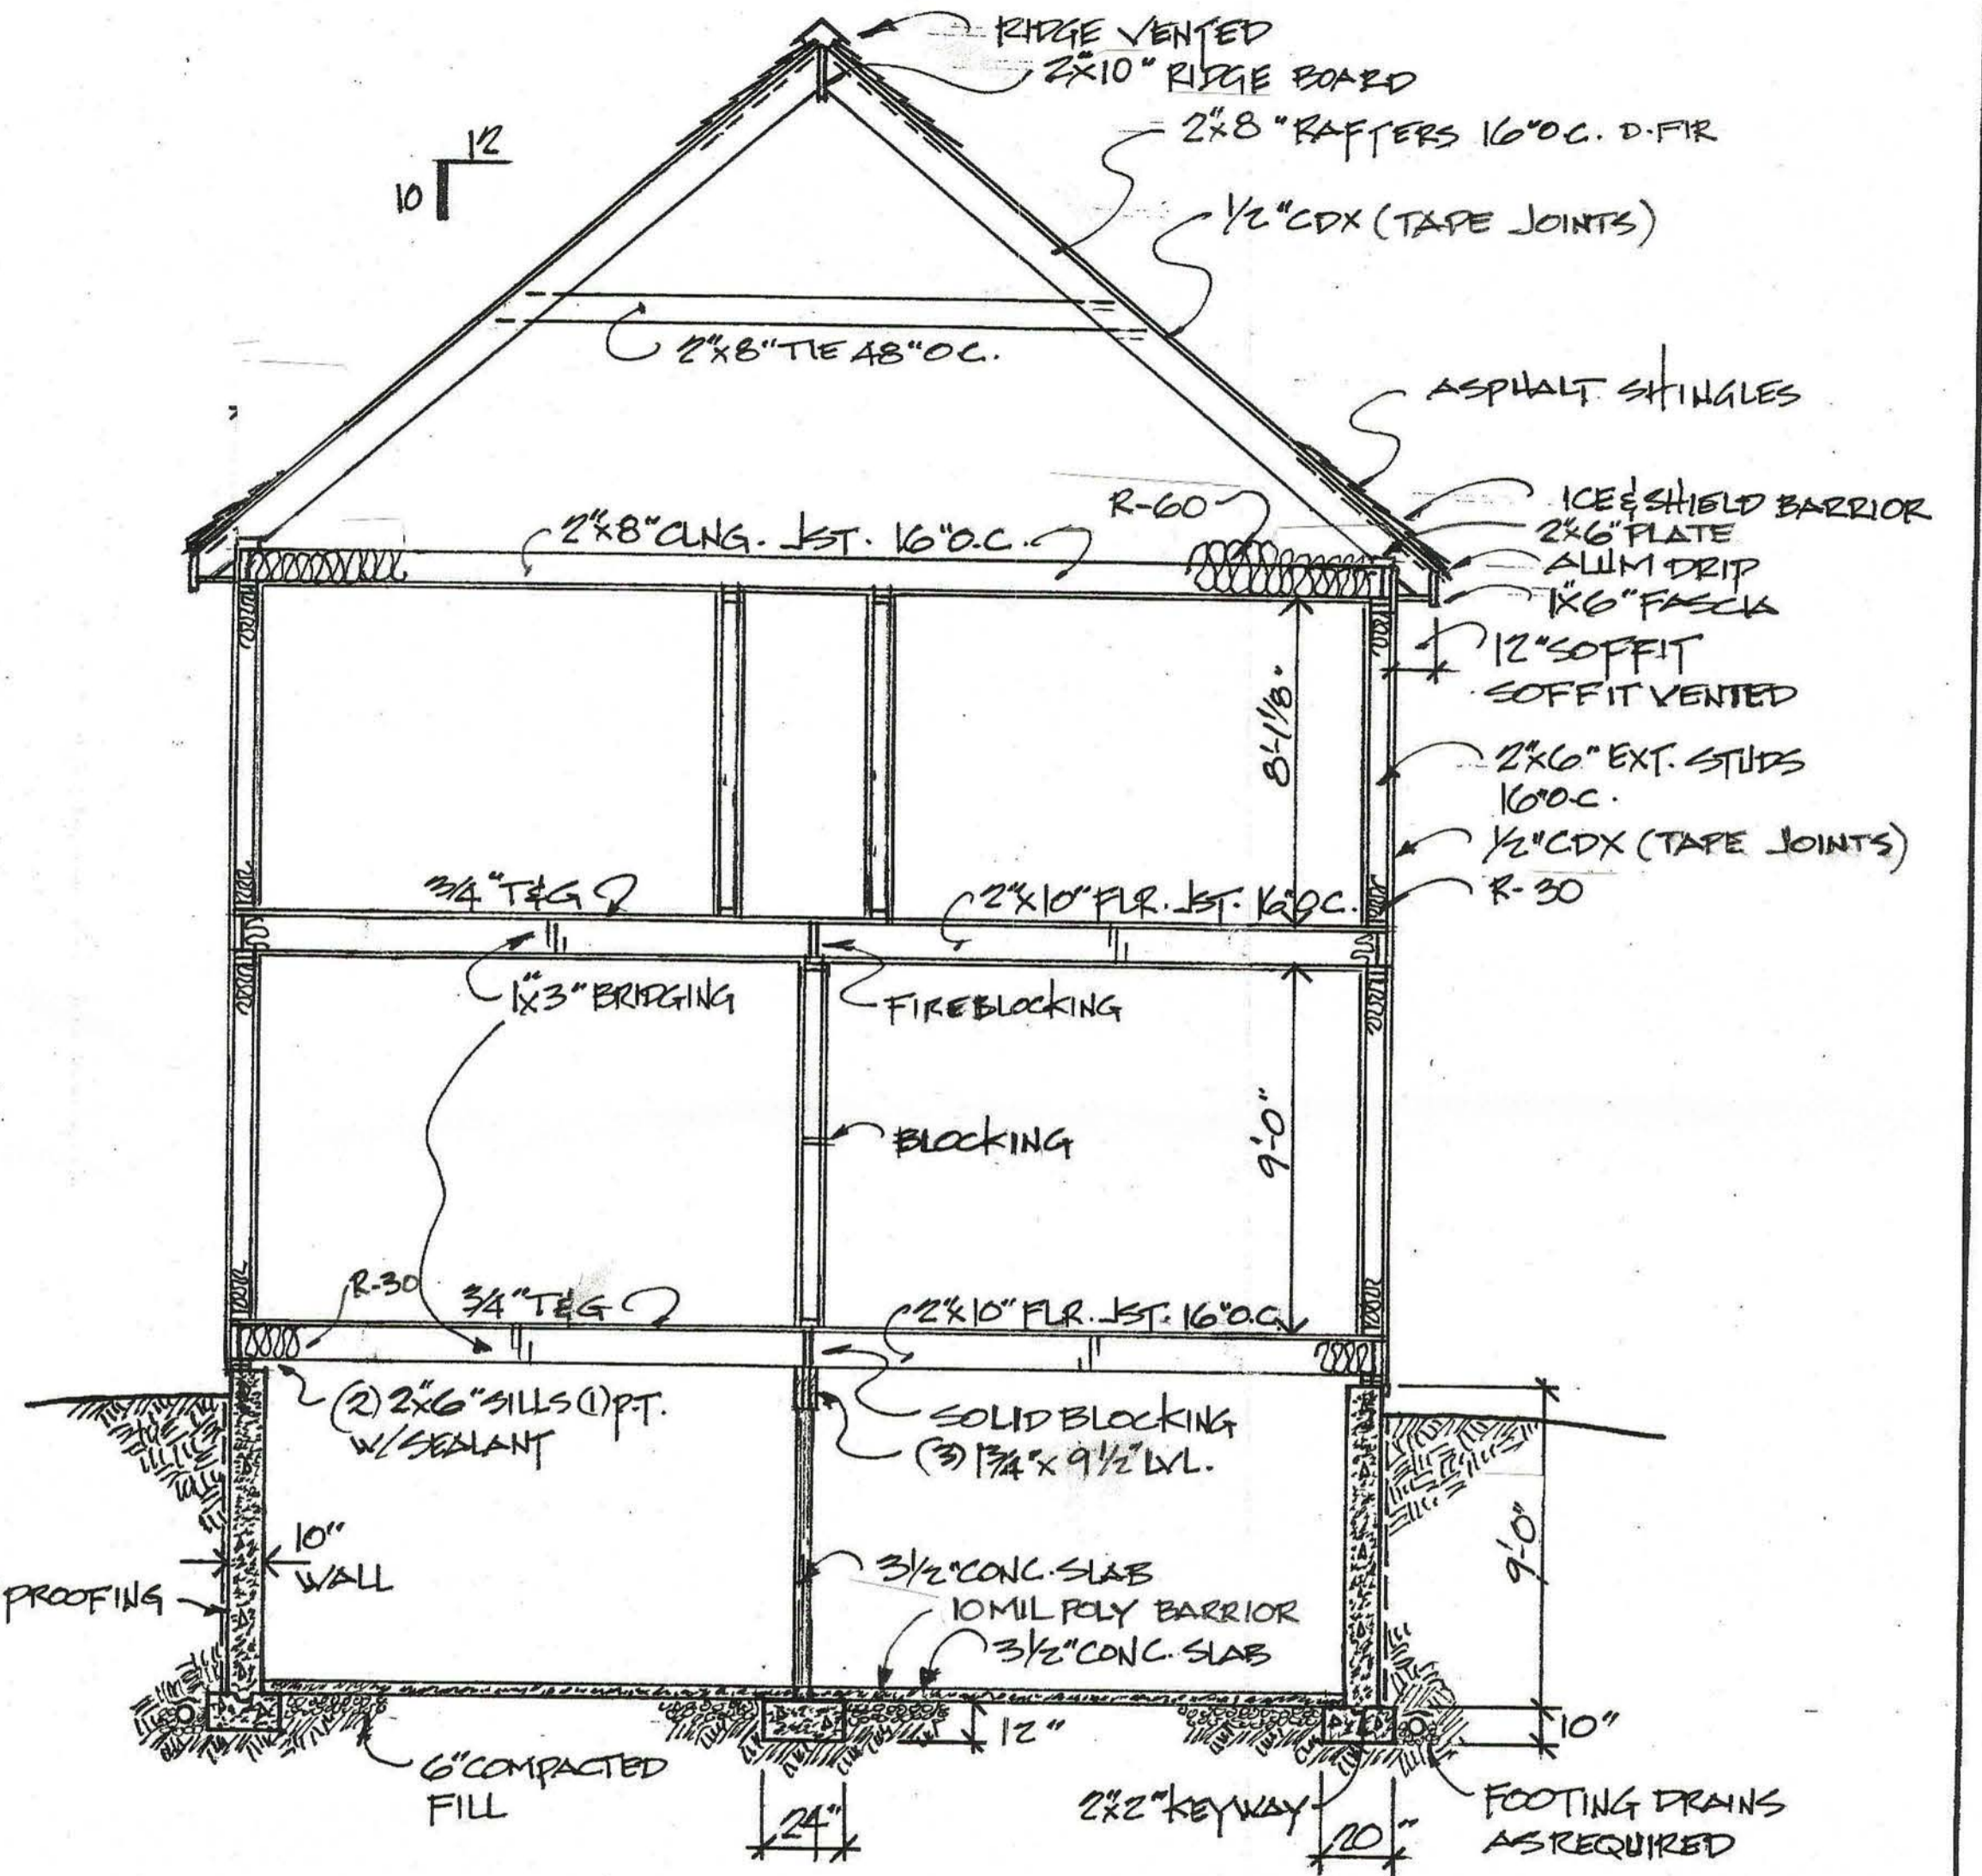 RIDGE VENTED
2"x10" RIDGE BOARD
2"x8" RAFTERS 16"O.C. D.FIR
12
10
1/2"CDX (TAPE JOINTS)
2"x8" TIE 48"O.C.
ASPHALT SHINGLES
R-60
ICE & SHIELD BARRIOR
2"x6" PLATE
ALUM DRIP
1"x6" FASCIA
2"x8" CLNG. JST. 16"O.C.
12" SOFFIT
SOFFIT VENTED
8'-1 1/8"
2"x6" EXT. STUDS
16"O.C.
1/2"CDX (TAPE JOINTS)
R-30
3/4" T&G
2"x10" FLR. JST. 16"O.C.
1"x3" BRIDGING
FIREBLOCKING
BLOCKING
9'-0"
R-30
3/4" T&G
2"x10" FLR. JST. 16"O.C.
(2) 2"x6" SILLS (1) P.T.
W/SEALANT
SOLID BLOCKING
(3) 1 3/4" x 9 1/2" LVL.
10"
WALL
PROOFING
3 1/2" CONC. SLAB
10 MIL POLY BARRIOR
3 1/2" CONC. SLAB
9'-0"
12"
10"
6" COMPACTED
FILL
24"
2"x2" KEYWAY
20"
FOOTING DRAINS
AS REQUIRED